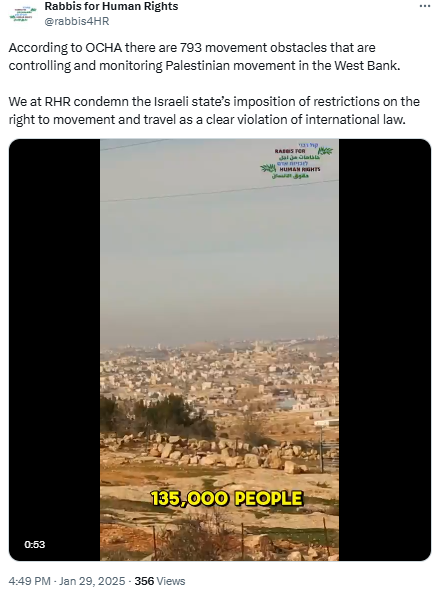 Rabbis for Human Rights
@rabbis4HR
According to OCHA there are 793 movement obstacles that are
controlling and monitoring Palestinian movement in the West Bank.
We at RHR condemn the Israeli state’s imposition of restrictions on the
right to movement and travel as a clear violation of international law.
RABBIS FOR
HUMAN RIGHTS
135,000 PEOPLE
0:53
4:49 PM · Jan 29, 2025 · 356 Views